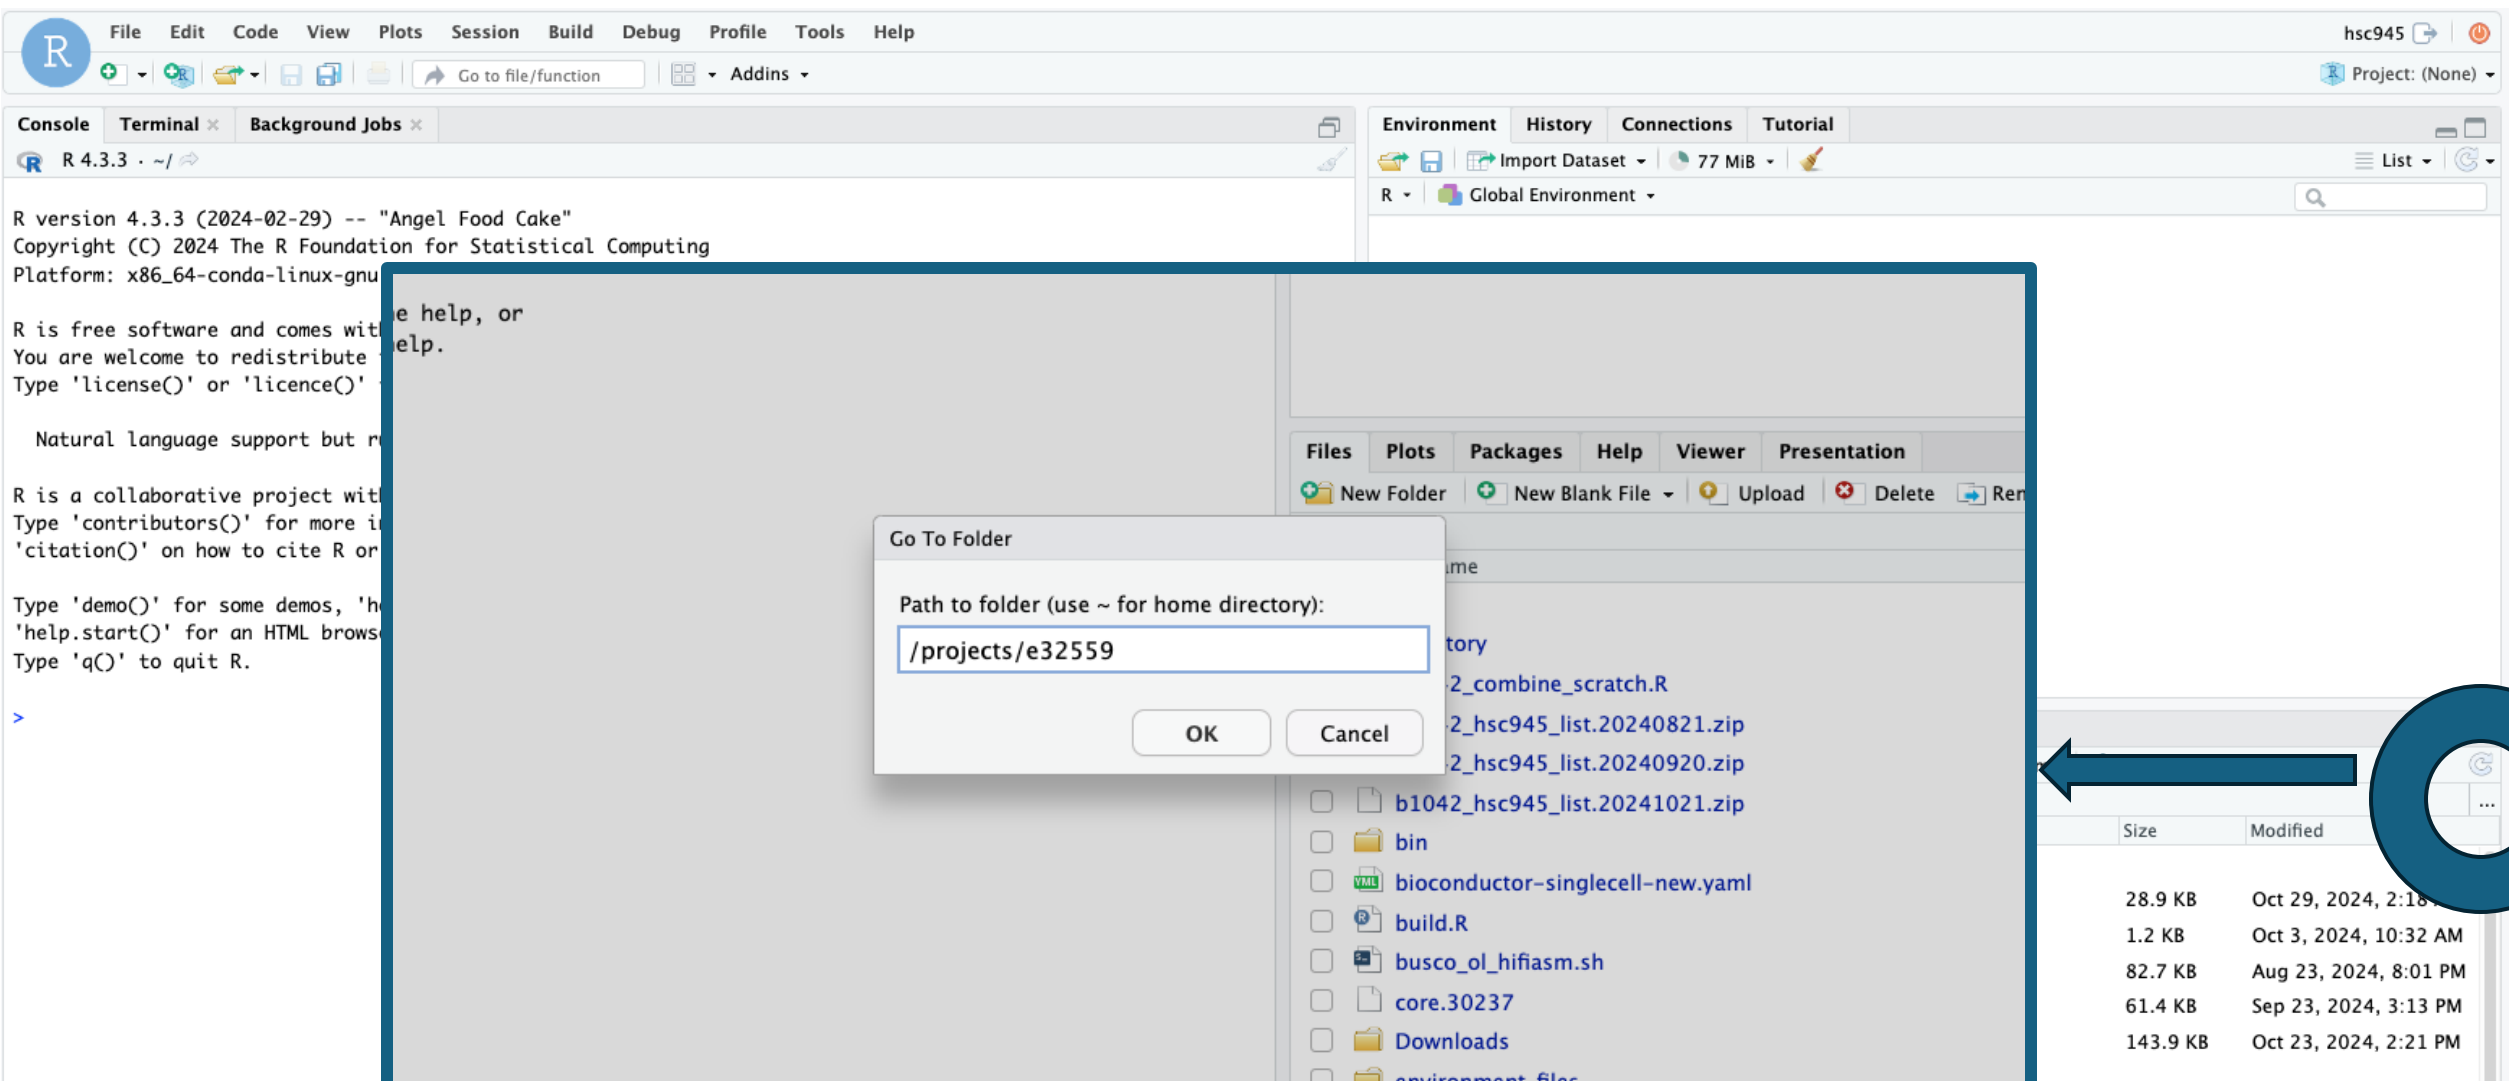 R File Edit Code View Plots Session Build Debug Profile Tools Help hsc945
Go to file/function Addins Project: (None)
Console Terminal Background Jobs
R 4.3.3 · ~/
Environment History Connections Tutorial
Import Dataset 77 MiB List
R Global Environment
R version 4.3.3 (2024-02-29) -- "Angel Food Cake"
Copyright (C) 2024 The R Foundation for Statistical Computing
Platform: x86_64-conda-linux-gnu
R is free software and comes wit
You are welcome to redistribute
Type 'license()' or 'licence()'
Natural language support but r
R is a collaborative project wit
Type 'contributors()' for more i
'citation()' on how to cite R or
Type 'demo()' for some demos, 'h
'help.start()' for an HTML brows
Type 'q()' to quit R.
>
e help, or
elp.
Files Plots Packages Help Viewer Presentation
New Folder New Blank File Upload Delete Ren
Go To Folder
Path to folder (use ~ for home directory):
/projects/e32559
OK Cancel
me
tory
2_combine_scratch.R
2_hsc945_list.20240821.zip
2_hsc945_list.20240920.zip
b1042_hsc945_list.20241021.zip
bin
YML bioconductor-singlecell-new.yaml
build.R
busco_ol_hifiasm.sh
core.30237
Downloads
environment_files
...
Size Modified
28.9 KB Oct 29, 2024, 2:18
1.2 KB Oct 3, 2024, 10:32 AM
82.7 KB Aug 23, 2024, 8:01 PM
61.4 KB Sep 23, 2024, 3:13 PM
143.9 KB Oct 23, 2024, 2:21 PM